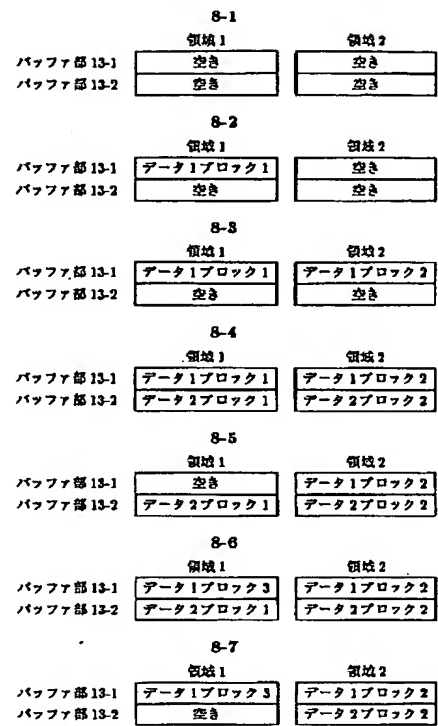 8-1
領域1 領域2
バッファ部13-1 空き 空き
バッファ部13-2 空き 空き
8-2
領域1 領域2
バッファ部13-1 データ1ブロック1 空き
バッファ部13-2 空き 空き
8-3
領域1 領域2
バッファ部13-1 データ1ブロック1 データ1ブロック2
バッファ部13-2 空き 空き
8-4
領域1 領域2
バッファ部13-1 データ1ブロック1 データ1ブロック2
バッファ部13-2 データ2ブロック1 データ2ブロック2
8-5
領域1 領域2
バッファ部13-1 空き データ1ブロック2
バッファ部13-2 データ2ブロック1 データ2ブロック2
8-6
領域1 領域2
バッファ部13-1 データ1ブロック3 データ1ブロック2
バッファ部13-2 データ2ブロック1 データ2ブロック2
8-7
領域1 領域2
バッファ部13-1 データ1ブロック3 データ1ブロック2
バッファ部13-2 空き データ2ブロック2